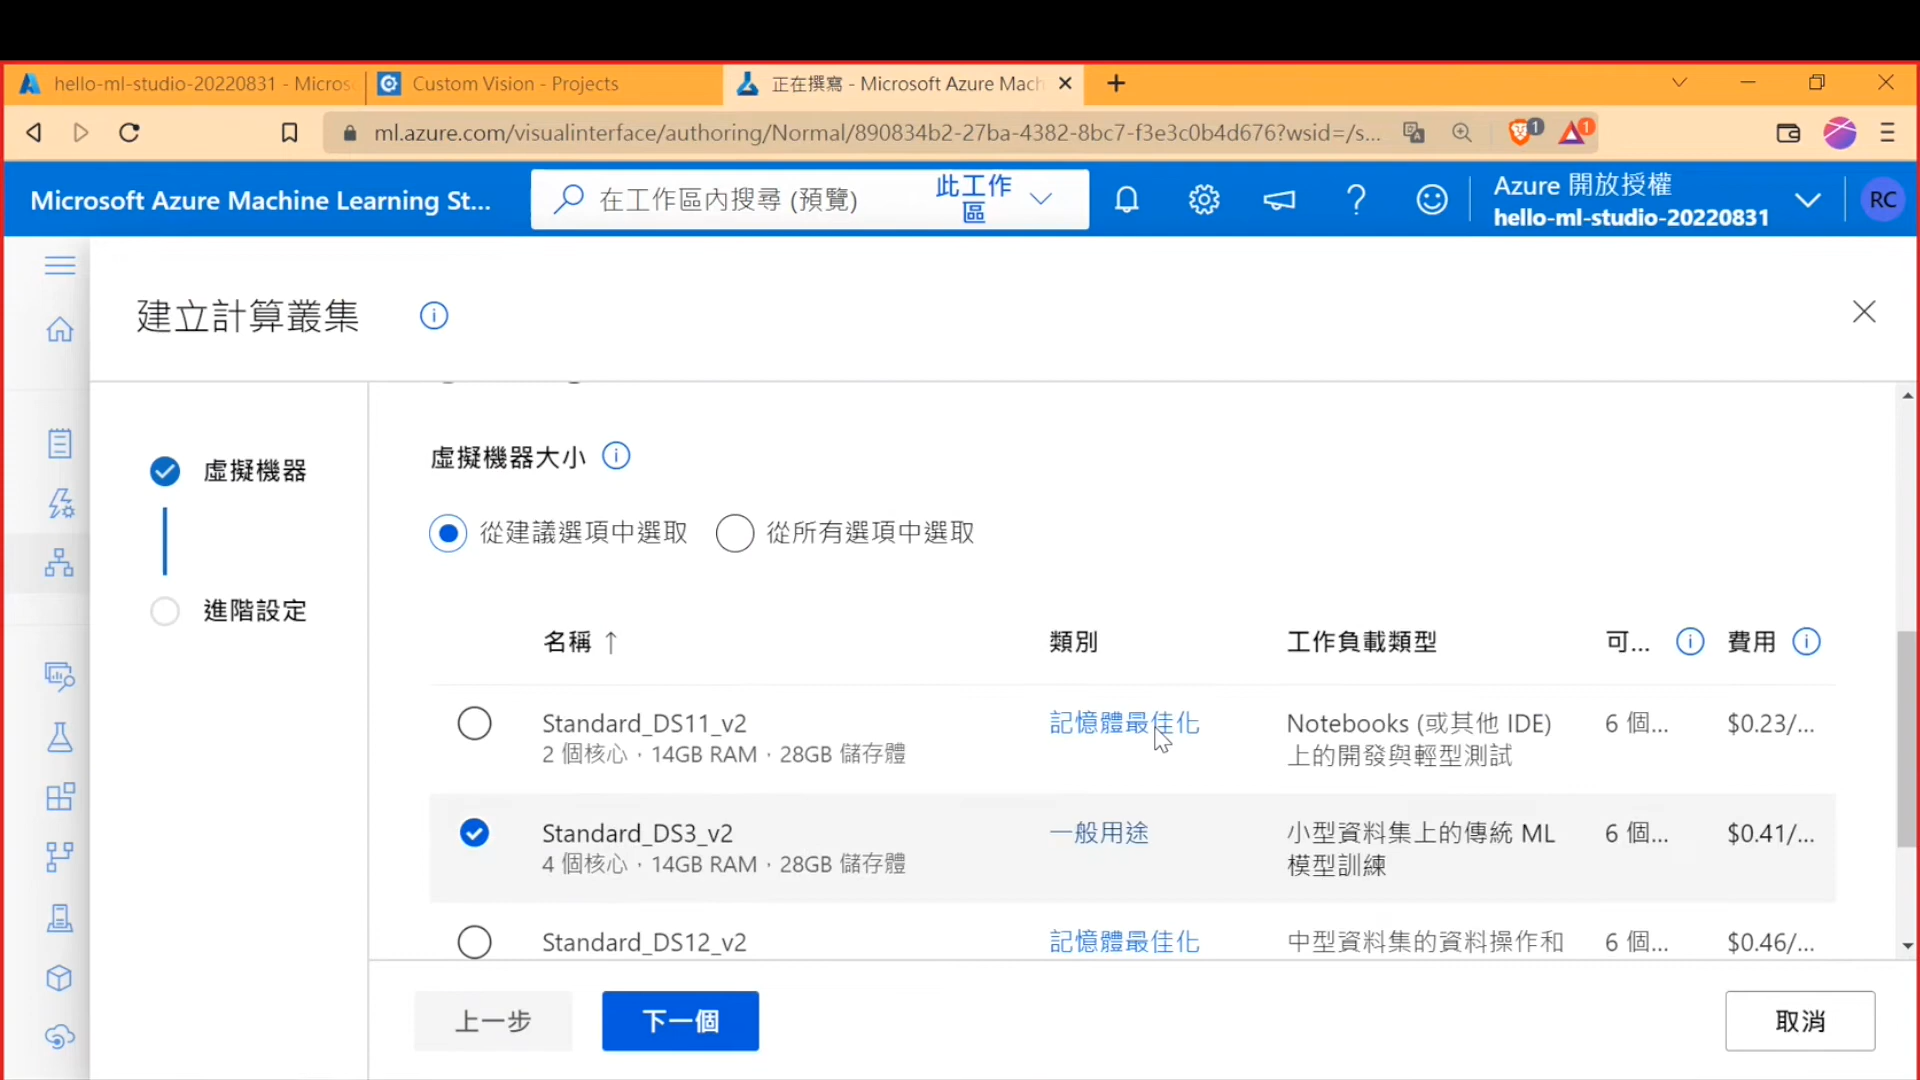 hello-ml-studio-20220831 - Micros
Custom Vision - Projects
正在撰寫 - Microsoft Azure Mach
ml.azure.com/visualinterface/authoring/Normal/890834b2-27ba-4382-8bc7-f3e3c0b4d676?wsid=/s...
1
1
Microsoft Azure Machine Learning St...
在工作區內搜尋 (預覽)
此工作
區
Azure 開放授權
hello-ml-studio-20220831
RC
建立計算叢集
虛擬機器
進階設定
虛擬機器大小
從建議選項中選取
從所有選項中選取
名稱 ↑
類別
工作負載類型
可...
費用
Standard_DS11_v2
2 個核心，14GB RAM，28GB 儲存體
記憶體最佳化
Notebooks (或其他 IDE)
上的開發與輕型測試
6 個...
$0.23/...
Standard_DS3_v2
4 個核心，14GB RAM，28GB 儲存體
一般用途
小型資料集上的傳統 ML
模型訓練
6 個...
$0.41/...
Standard_DS12_v2
記憶體最佳化
中型資料集的資料操作和
6 個...
$0.46/...
上一步
下一個
取消